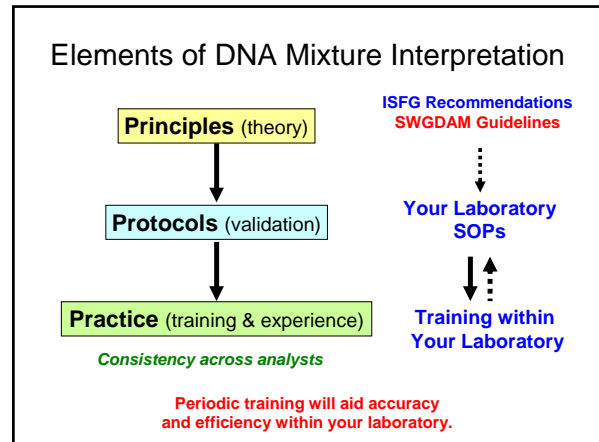 Elements of DNA Mixture Interpretation
ISFG Recommendations
SWGDAM Guidelines
Principles (theory)
Protocols (validation)
Your Laboratory
SOPs
Practice (training & experience)
Training within
Your Laboratory
Consistency across analysts
Periodic training will aid accuracy
and efficiency within your laboratory.